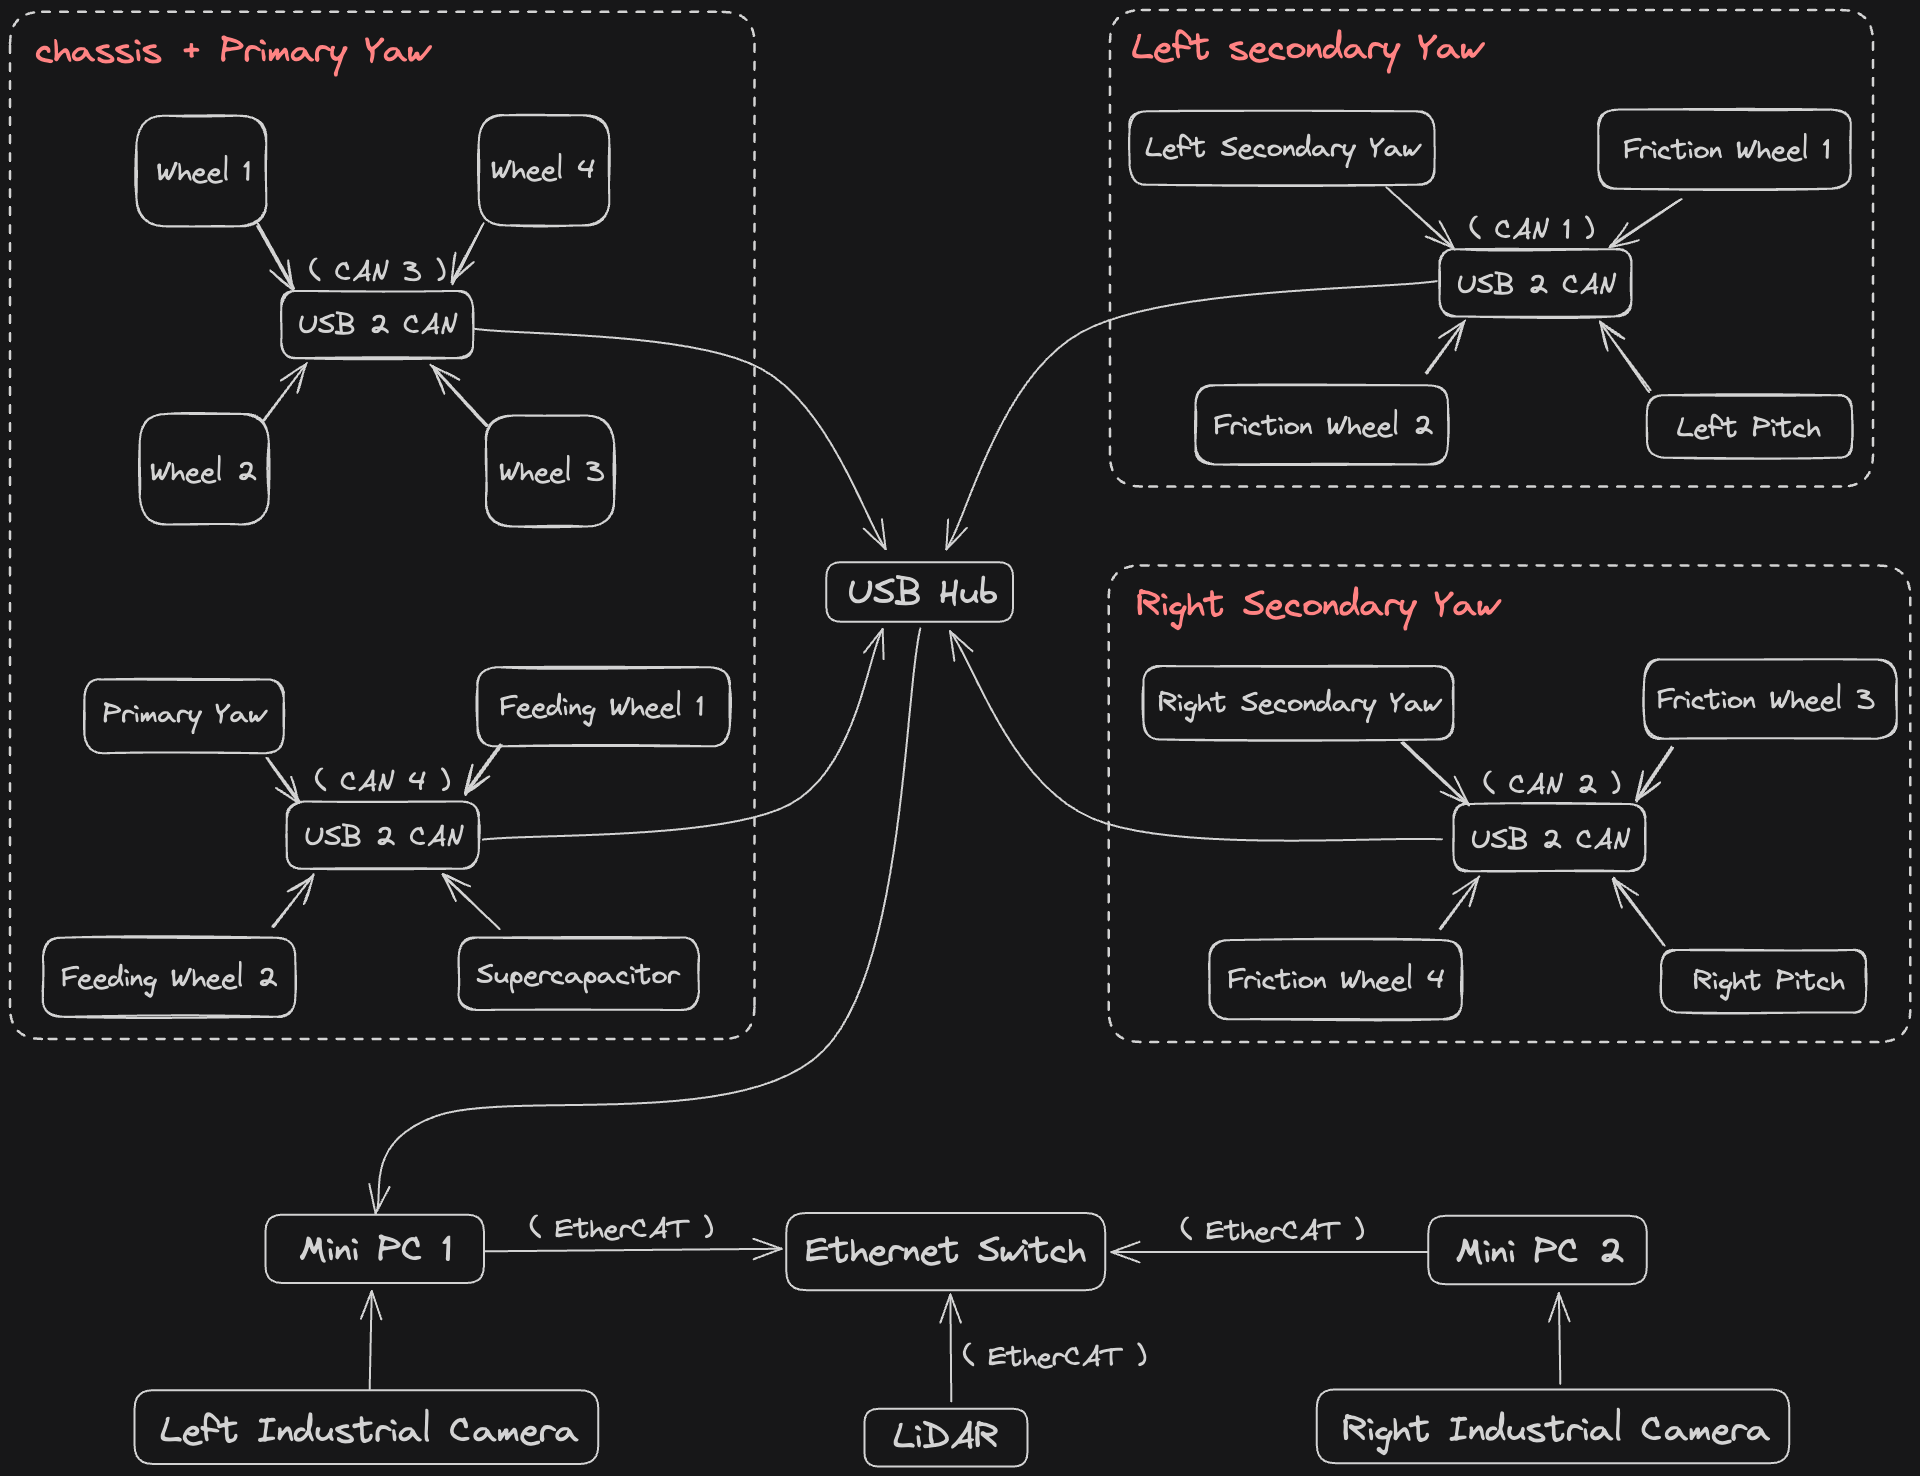 chassis + Primary Yaw
Wheel 1
Wheel 4
( CAN 3 )
USB 2 CAN
Wheel 2
Wheel 3
Primary Yaw
Feeding Wheel 1
( CAN 4 )
USB 2 CAN
Feeding Wheel 2
Supercapacitor
USB Hub
Left secondary Yaw
Left Secondary Yaw
Friction Wheel 1
( CAN 1 )
USB 2 CAN
Friction Wheel 2
Left Pitch
Right Secondary Yaw
Right Secondary Yaw
Friction Wheel 3
( CAN 2 )
USB 2 CAN
Friction Wheel 4
Right Pitch
Mini PC 1
( EtherCAT )
Ethernet Switch
( EtherCAT )
Mini PC 2
( EtherCAT )
Left Industrial Camera
LiDAR
Right Industrial Camera